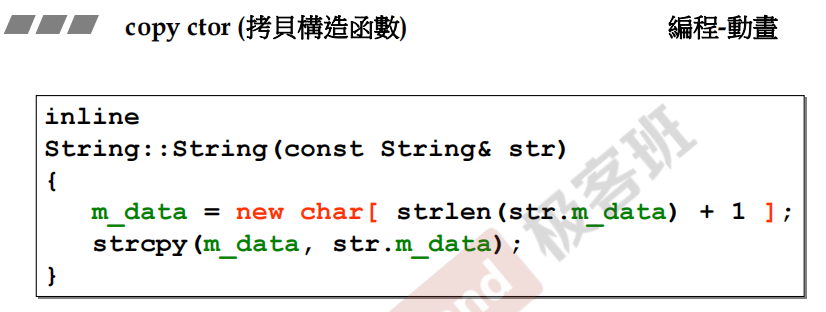 copy ctor (拷貝構造函數)
編程-動畫
inline
String::String(const String& str)
{
m_data = new char[ strlen(str.m_data) + 1 ];
strcpy(m_data, str.m_data);
}
极客班
and